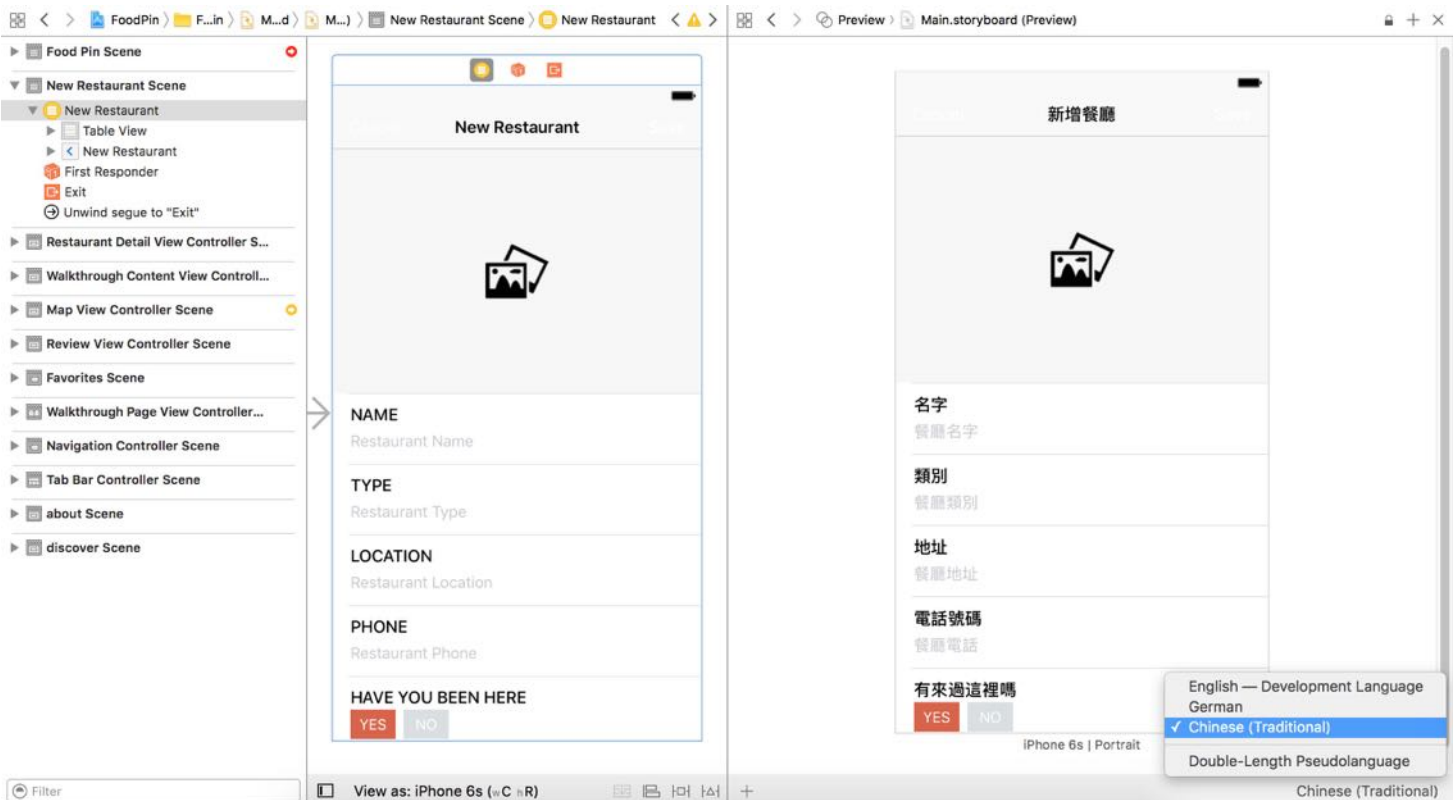 FoodPin F...in M...d) M...) New Restaurant Scene New Restaurant
Preview Main.storyboard (Preview)
Food Pin Scene
New Restaurant Scene
New Restaurant
Table View
New Restaurant
First Responder
Exit
Unwind segue to "Exit"
Restaurant Detail View Controller S...
Walkthrough Content View Controll...
Map View Controller Scene
Review View Controller Scene
Favorites Scene
Walkthrough Page View Controller...
Navigation Controller Scene
Tab Bar Controller Scene
about Scene
discover Scene
Filter
New Restaurant
NAME
Restaurant Name
TYPE
Restaurant Type
LOCATION
Restaurant Location
PHONE
Restaurant Phone
HAVE YOU BEEN HERE
YES NO
View as: iPhone 6s (wC hR)
新增餐廳
名字
餐廳名字
類別
餐廳類別
地址
餐廳地址
電話號碼
餐廳電話
有來過這裡嗎
YES NO
iPhone 6s | Portrait
English — Development Language
German
✓ Chinese (Traditional)
Double-Length Pseudolanguage
Chinese (Traditional)